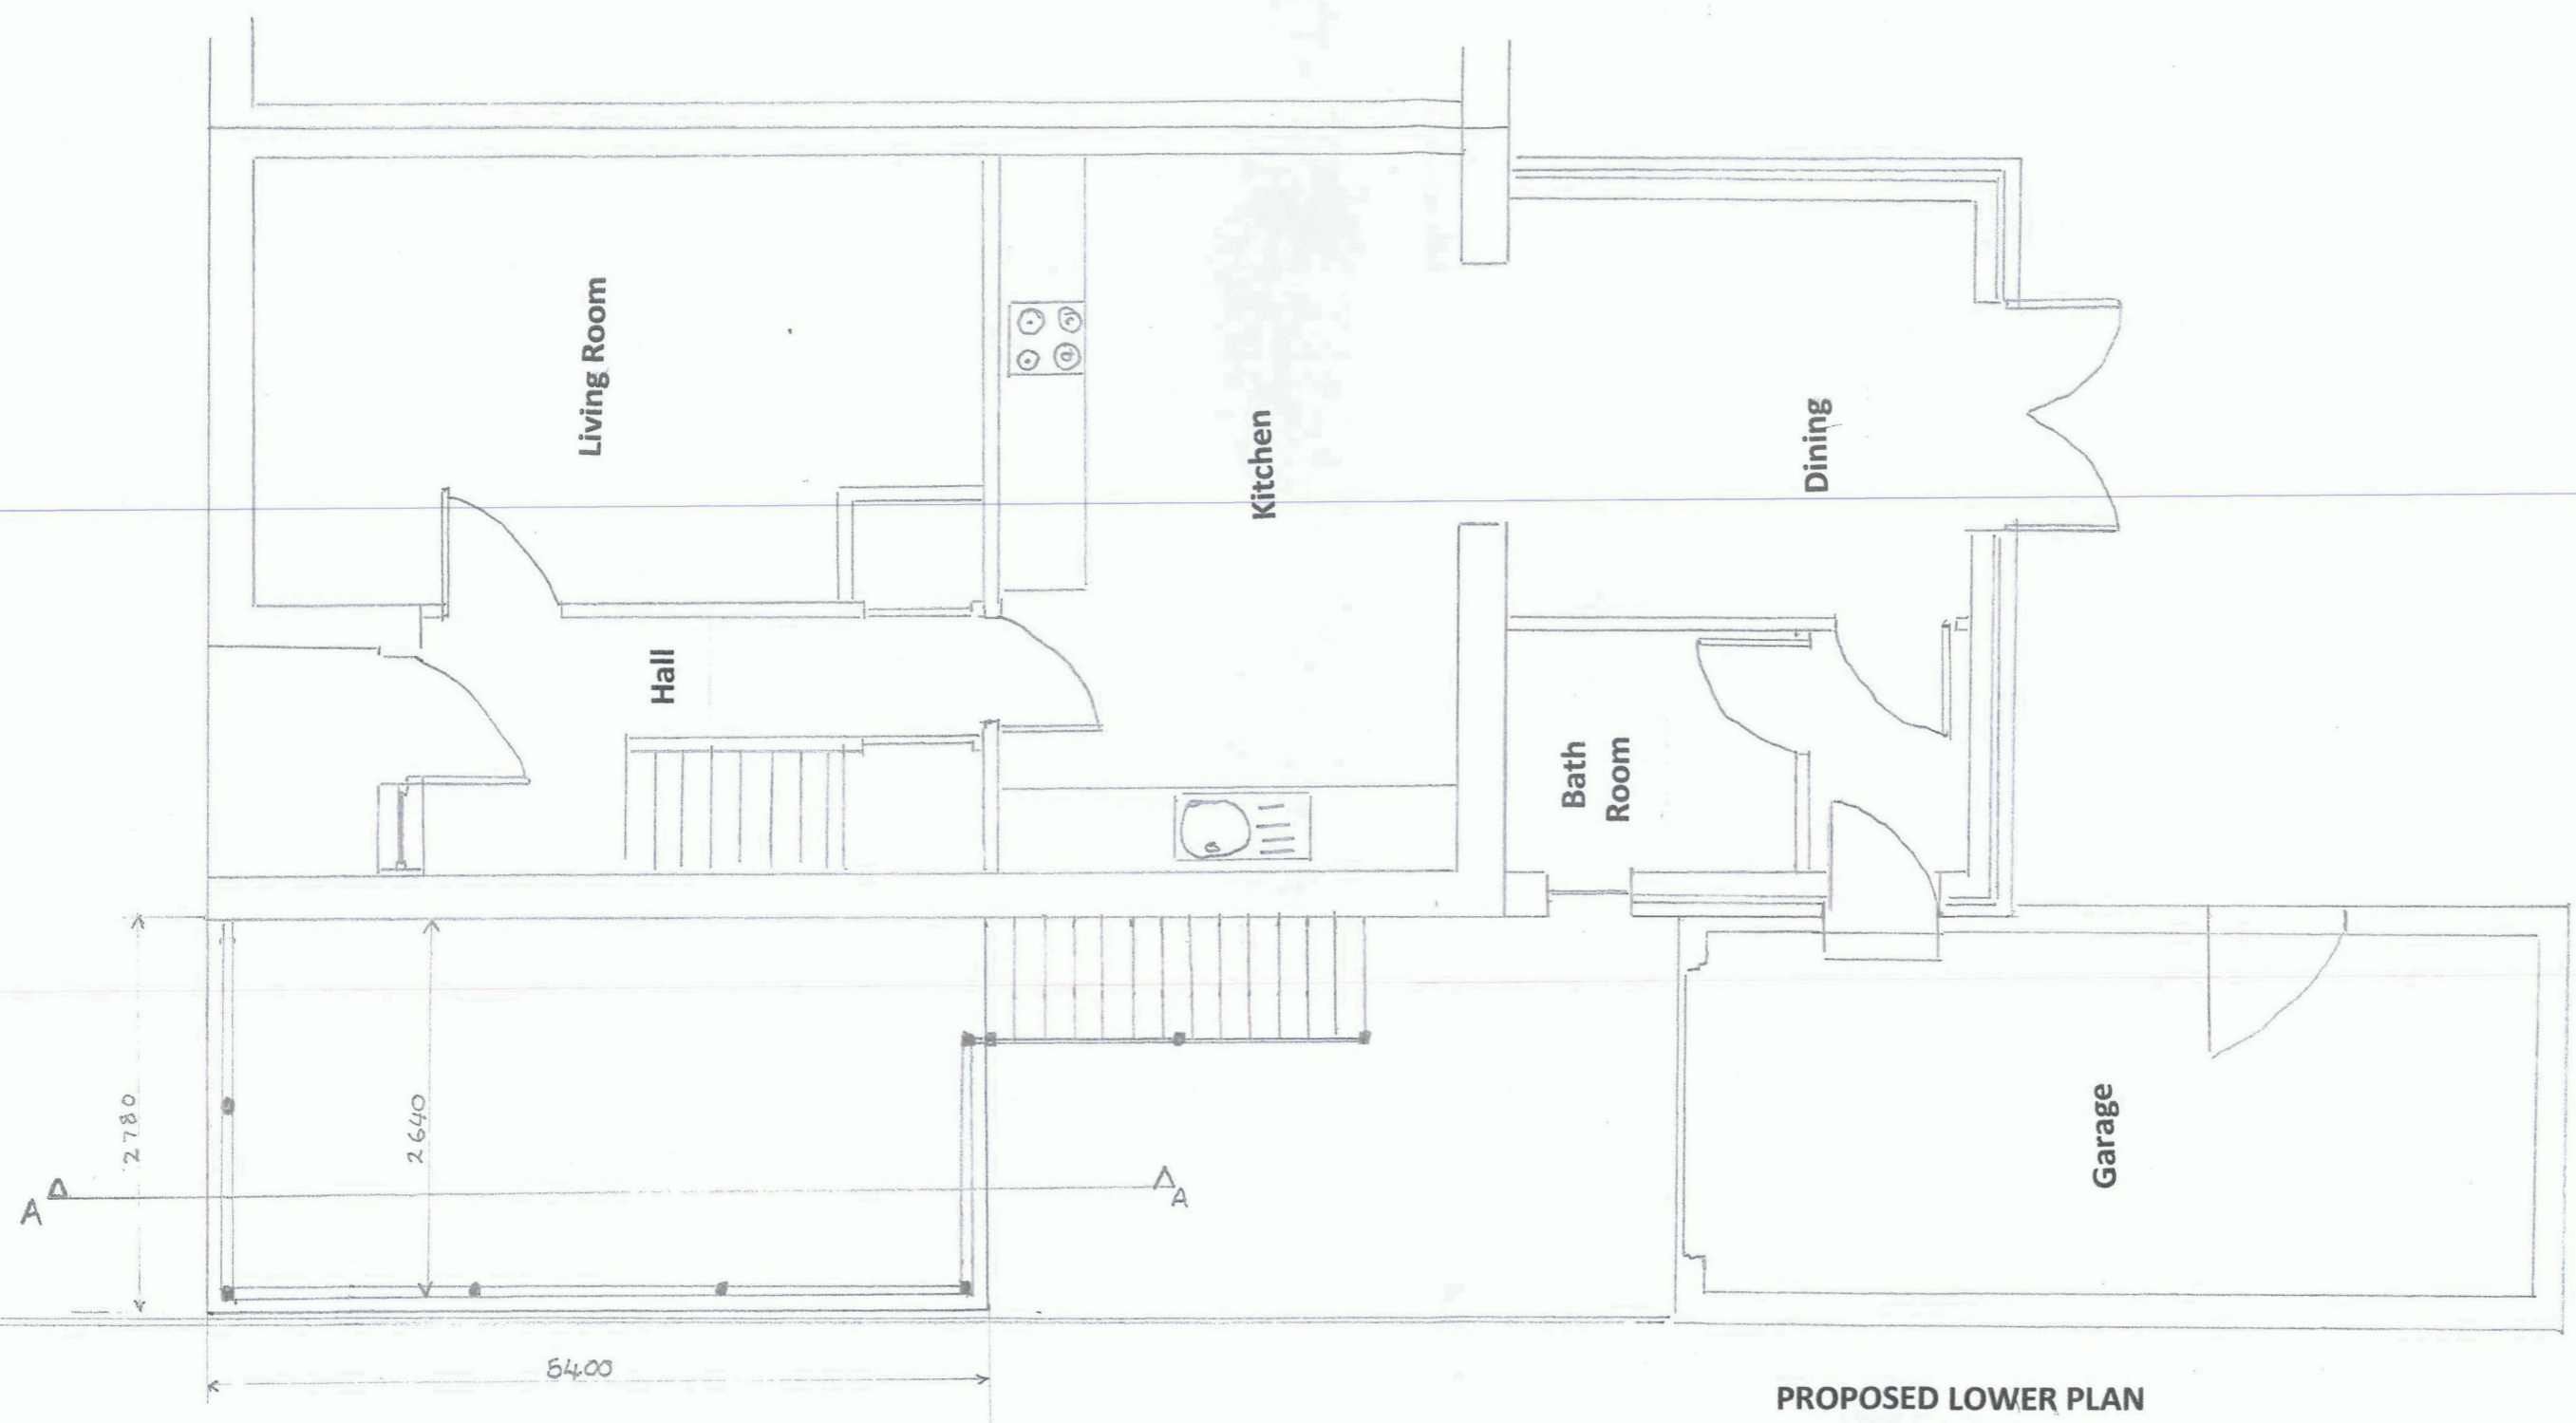 Living Room
Kitchen
Dining
Hall
Bath
Room
2780
2640
A
A
Garage
5400
PROPOSED LOWER PLAN